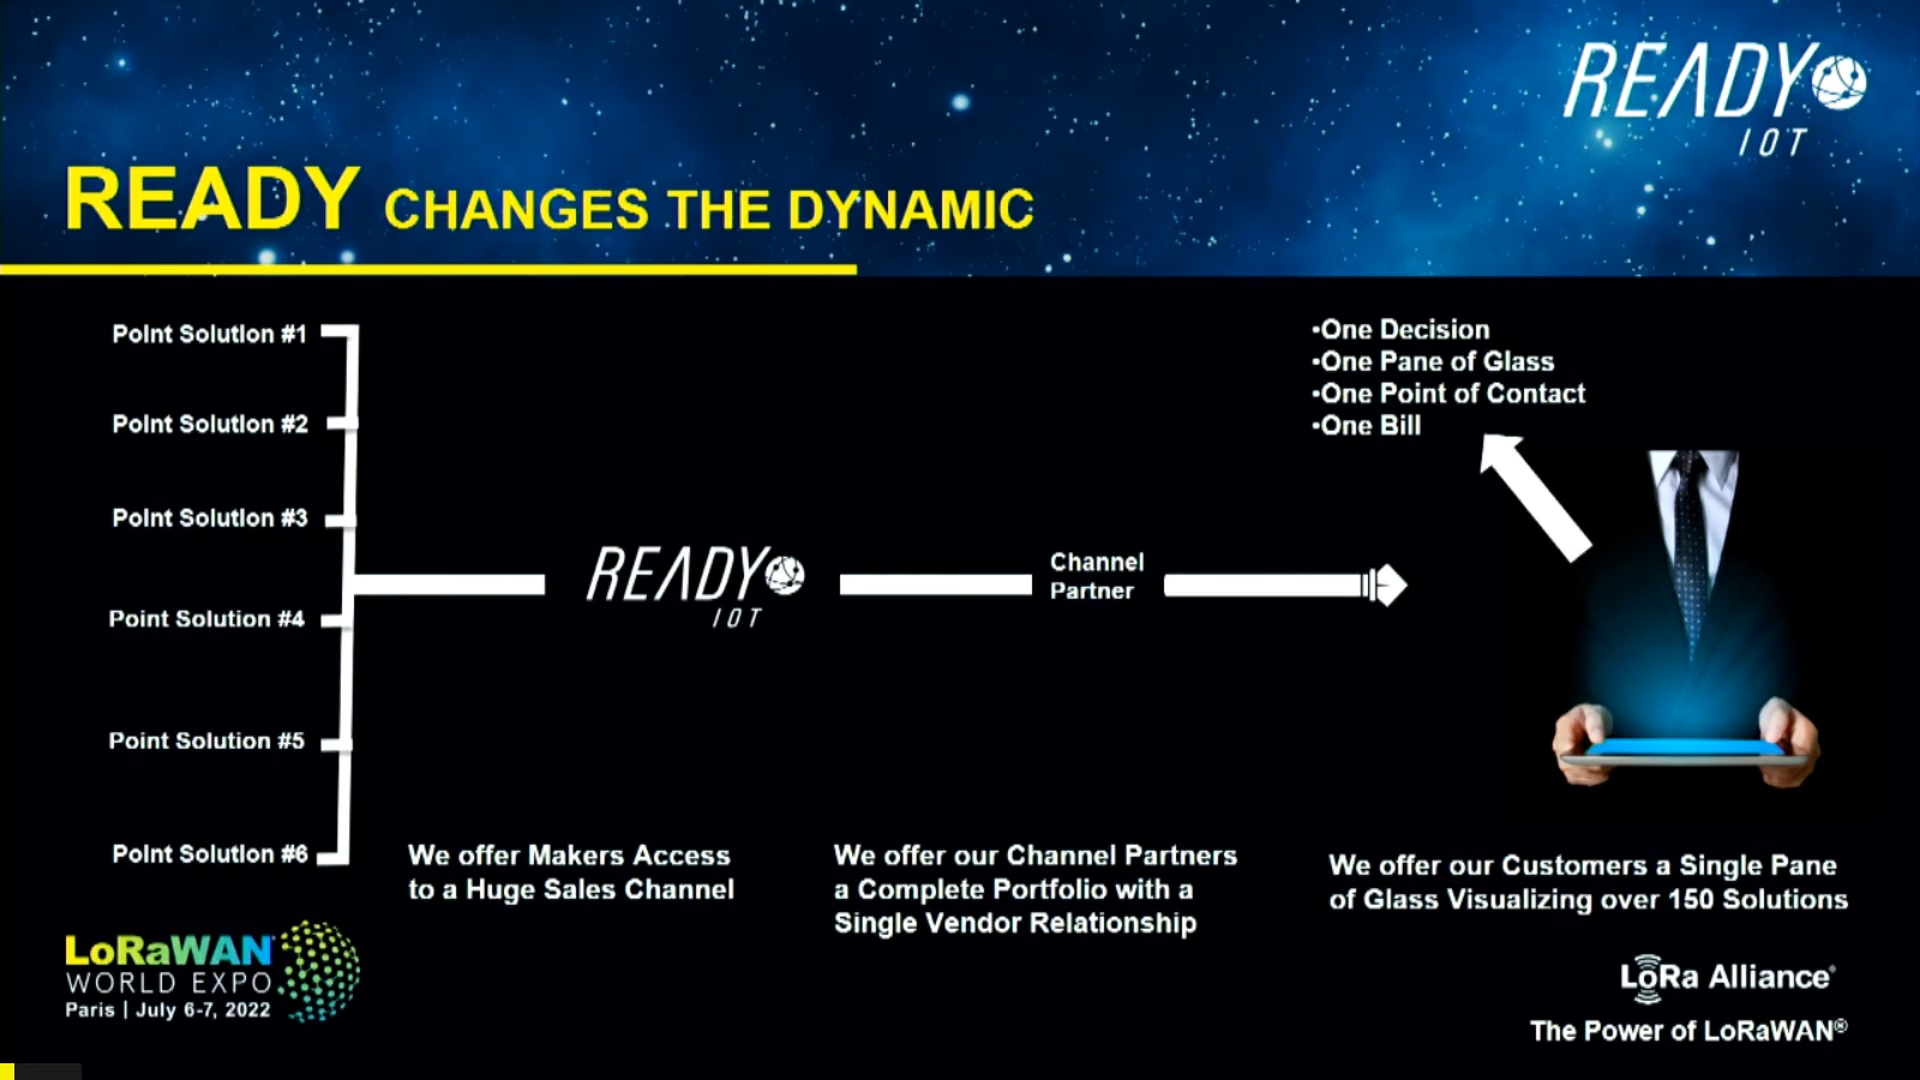 READY
IOT
READY CHANGES THE DYNAMIC
Point Solution #1
Point Solution #2
Point Solution #3
Point Solution #4
Point Solution #5
Point Solution #6
READY
IOT
Channel
Partner
•One Decision
•One Pane of Glass
•One Point of Contact
•One Bill
We offer Makers Access
to a Huge Sales Channel
We offer our Channel Partners
a Complete Portfolio with a
Single Vendor Relationship
We offer our Customers a Single Pane
of Glass Visualizing over 150 Solutions
LoRaWAN
WORLD EXPO
Paris | July 6-7, 2022
LoRa Alliance®
The Power of LoRaWAN®